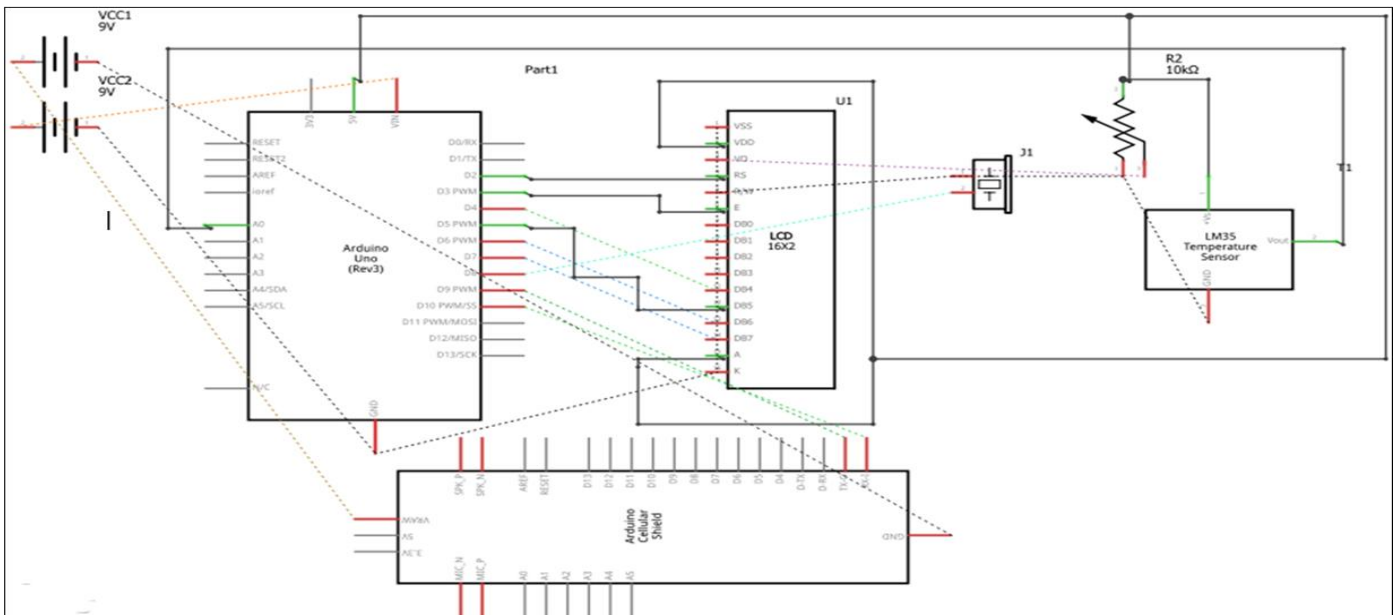 VCC1
9V
VCC2
9V
Part1
U1
R2
10kΩ
J1
T1
3V3
5V
VIN
RESET
RESET2
AREF
ioref
A0
A1
A2
A3
A4/SDA
A5/SCL
N/C
Arduino
Uno
(Rev3)
D0/RX
D1/TX
D2
D3 PWM
D4
D5 PWM
D6 PWM
D7
D8
D9 PWM
D10 PWM/SS
D11 PWM/MOSI
D12/MISO
D13/SCK
GND
VSS
VDD
VO
RS
R/W
E
DB0
DB1
DB2
DB3
DB4
DB5
DB6
DB7
A
K
LCD
16X2
+Vs
LM35
Temperature
Sensor
Vout
GND
SPK_P
SPK_N
AREF
RESET
D13
D12
D11
D10
D9
D8
D7
D6
D5
D4
D-TX
D-RX
VRAW
5V
3.3V
Arduino
Cellular
Shield
GND
MIC_N
MIC_P
A0
A1
A2
A3
A4
A5